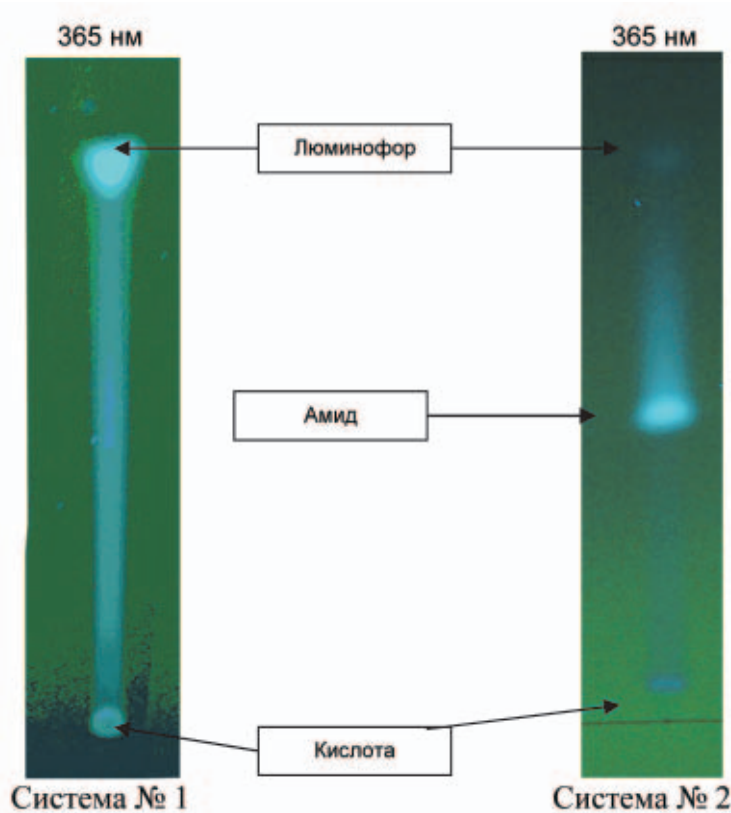 365 нм
365 нм
Люминофор
Амид
Кислота
Система № 1
Система № 2